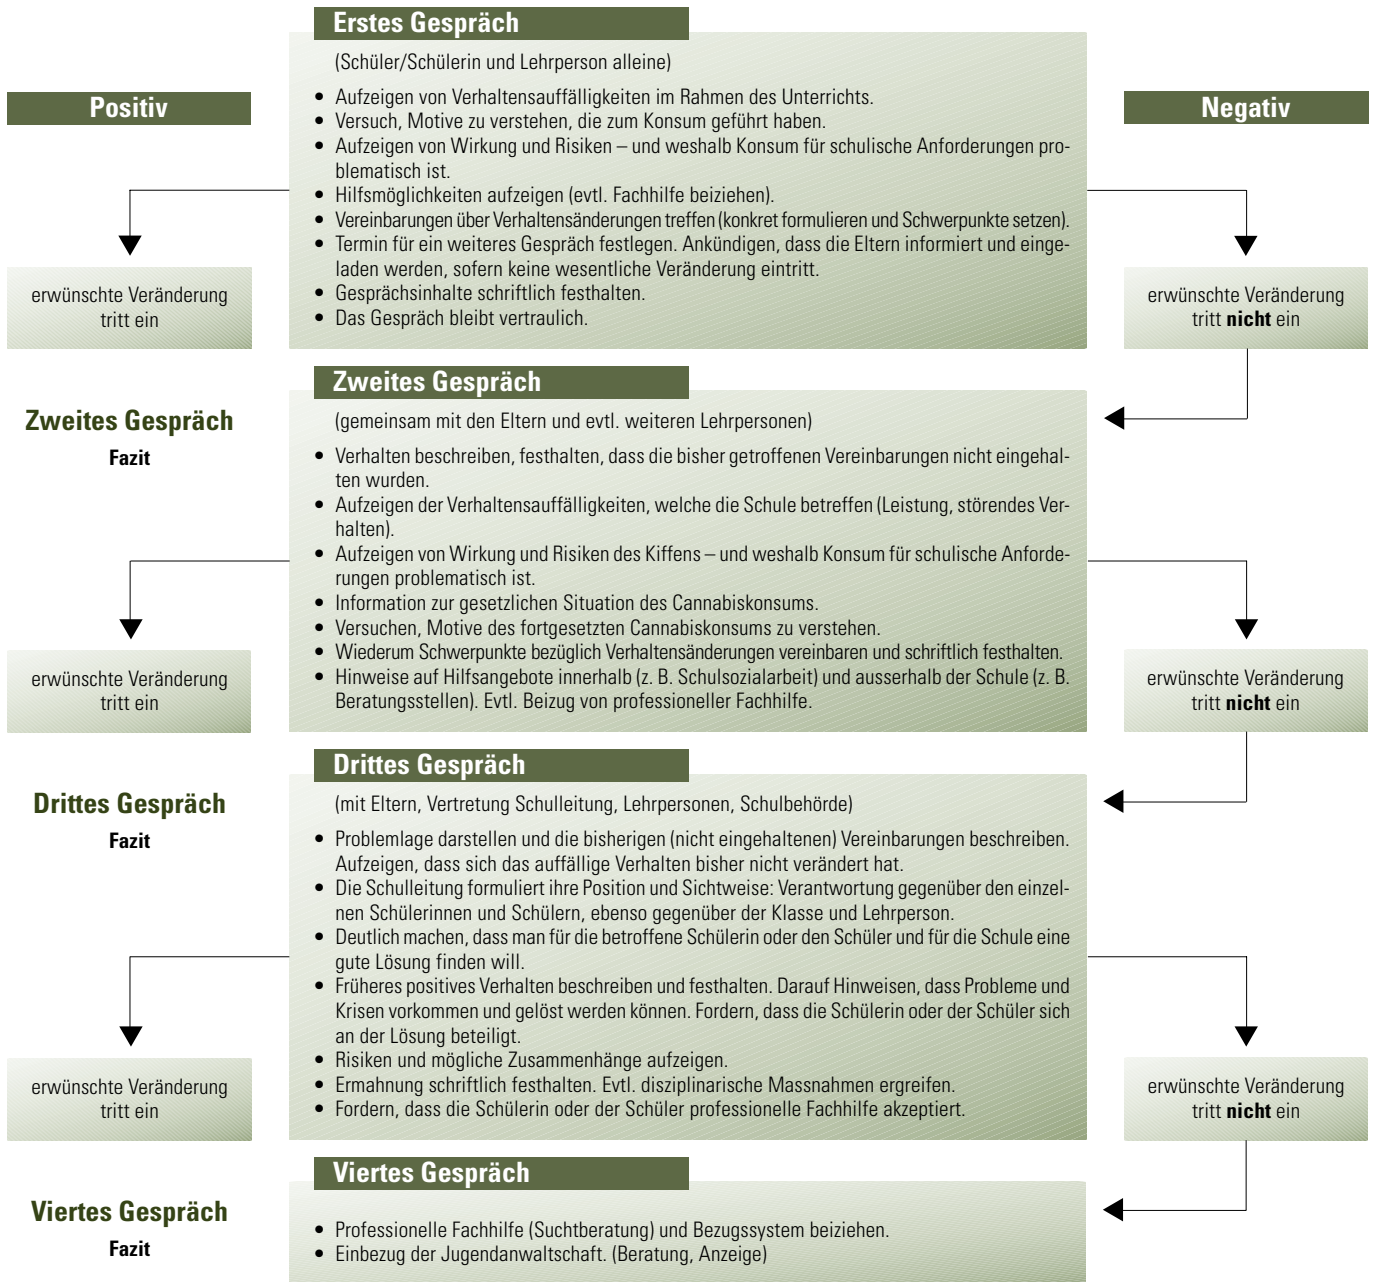 Erstes Gespräch
(Schüler/Schülerin und Lehrperson alleine)
• Aufzeigen von Verhaltensauffälligkeiten im Rahmen des Unterrichts.
• Versuch, Motive zu verstehen, die zum Konsum geführt haben.
• Aufzeigen von Wirkung und Risiken – und weshalb Konsum für schulische Anforderungen pro-
blematisch ist.
• Hilfsmöglichkeiten aufzeigen (evtl. Fachhilfe beiziehen).
• Vereinbarungen über Verhaltensänderungen treffen (konkret formulieren und Schwerpunkte setzen).
• Termin für ein weiteres Gespräch festlegen. Ankündigen, dass die Eltern informiert und einge-
laden werden, sofern keine wesentliche Veränderung eintritt.
• Gesprächsinhalte schriftlich festhalten.
• Das Gespräch bleibt vertraulich.
Positiv
erwünschte Veränderung
tritt ein
Negativ
erwünschte Veränderung
tritt nicht ein
Zweites Gespräch
Fazit
Zweites Gespräch
(gemeinsam mit den Eltern und evtl. weiteren Lehrpersonen)
• Verhalten beschreiben, festhalten, dass die bisher getroffenen Vereinbarungen nicht eingehal-
ten wurden.
• Aufzeigen der Verhaltensauffälligkeiten, welche die Schule betreffen (Leistung, störendes Ver-
halten).
• Aufzeigen von Wirkung und Risiken des Kiffens – und weshalb Konsum für schulische Anforde-
rungen problematisch ist.
• Information zur gesetzlichen Situation des Cannabiskonsums.
• Versuchen, Motive des fortgesetzten Cannabiskonsums zu verstehen.
• Wiederum Schwerpunkte bezüglich Verhaltensänderungen vereinbaren und schriftlich festhalten.
• Hinweise auf Hilfsangebote innerhalb (z. B. Schulsozialarbeit) und ausserhalb der Schule (z. B.
Beratungsstellen). Evtl. Beizug von professioneller Fachhilfe.
erwünschte Veränderung
tritt ein
erwünschte Veränderung
tritt nicht ein
Drittes Gespräch
Fazit
Drittes Gespräch
(mit Eltern, Vertretung Schulleitung, Lehrpersonen, Schulbehörde)
• Problemlage darstellen und die bisherigen (nicht eingehaltenen) Vereinbarungen beschreiben.
Aufzeigen, dass sich das auffällige Verhalten bisher nicht verändert hat.
• Die Schulleitung formuliert ihre Position und Sichtweise: Verantwortung gegenüber den einzel-
nen Schülerinnen und Schülern, ebenso gegenüber der Klasse und Lehrperson.
• Deutlich machen, dass man für die betroffene Schülerin oder den Schüler und für die Schule eine
gute Lösung finden will.
• Früheres positives Verhalten beschreiben und festhalten. Darauf Hinweisen, dass Probleme und
Krisen vorkommen und gelöst werden können. Fordern, dass die Schülerin oder der Schüler sich
an der Lösung beteiligt.
• Risiken und mögliche Zusammenhänge aufzeigen.
• Ermahnung schriftlich festhalten. Evtl. disziplinarische Massnahmen ergreifen.
• Fordern, dass die Schülerin oder der Schüler professionelle Fachhilfe akzeptiert.
erwünschte Veränderung
tritt ein
erwünschte Veränderung
tritt nicht ein
Viertes Gespräch
Fazit
Viertes Gespräch
• Professionelle Fachhilfe (Suchtberatung) und Bezugssystem beiziehen.
• Einbezug der Jugendanwaltschaft. (Beratung, Anzeige)